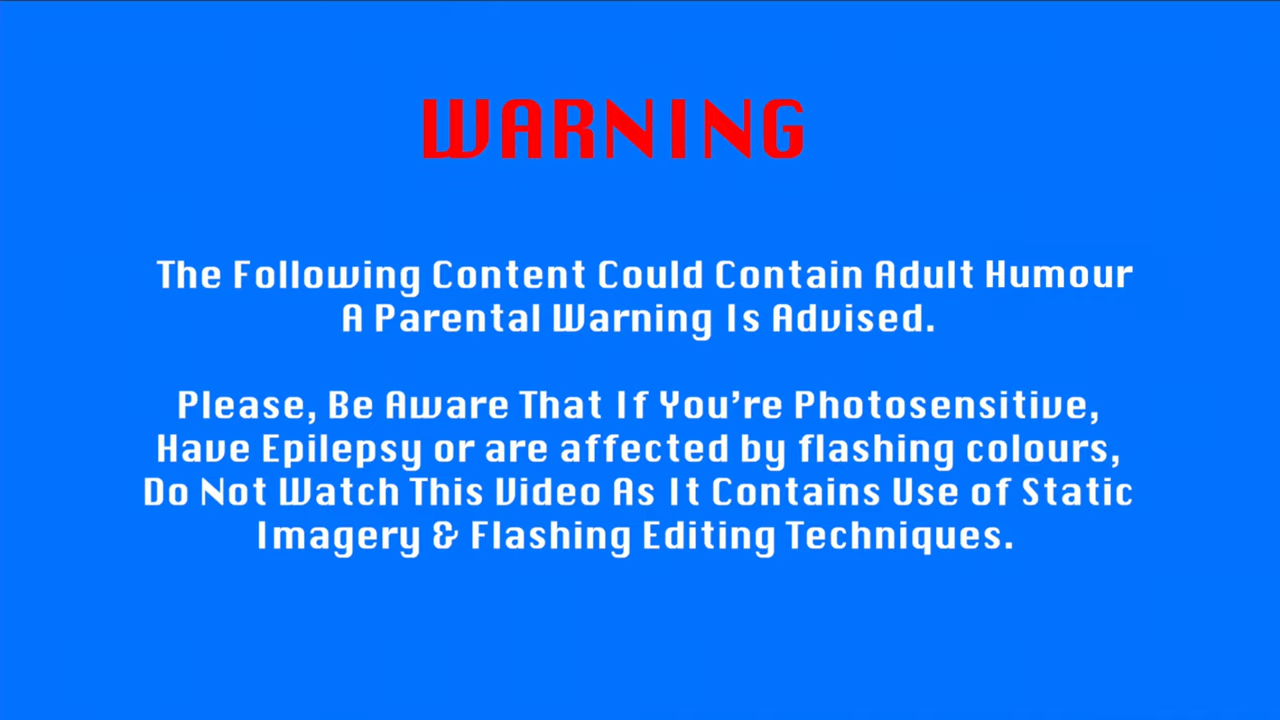 WARNING
The Following Content Could Contain Adult Humour
A Parental Warning Is Advised.
Please, Be Aware That If You’re Photosensitive,
Have Epilepsy or are affected by flashing colours,
Do Not Watch This Video As It Contains Use of Static
Imagery & Flashing Editing Techniques.